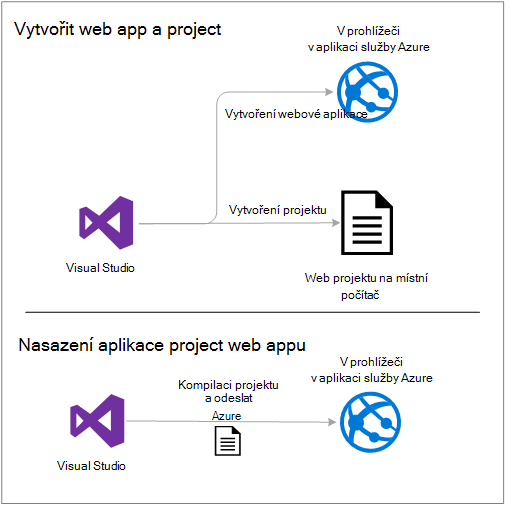 Vytvořit web app a project
V prohlížeči
v aplikaci služby Azure
Vytvoření webové aplikace
Vytvoření projektu
Visual Studio
Web projektu na místní
počítač
Nasazení aplikace project web appu
V prohlížeči
v aplikaci služby Azure
Kompilaci projektu
a odeslat
Azure
Visual Studio